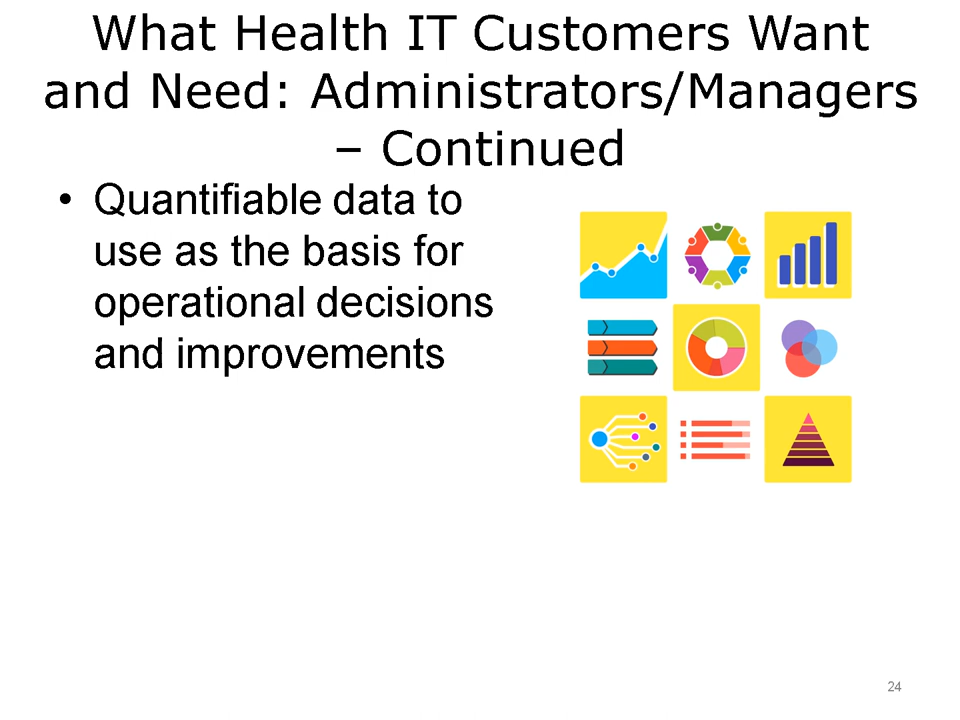 What Health IT Customers Want
and Need: Administrators/Managers
– Continued
• Quantifiable data to
use as the basis for
operational decisions
and improvements
24